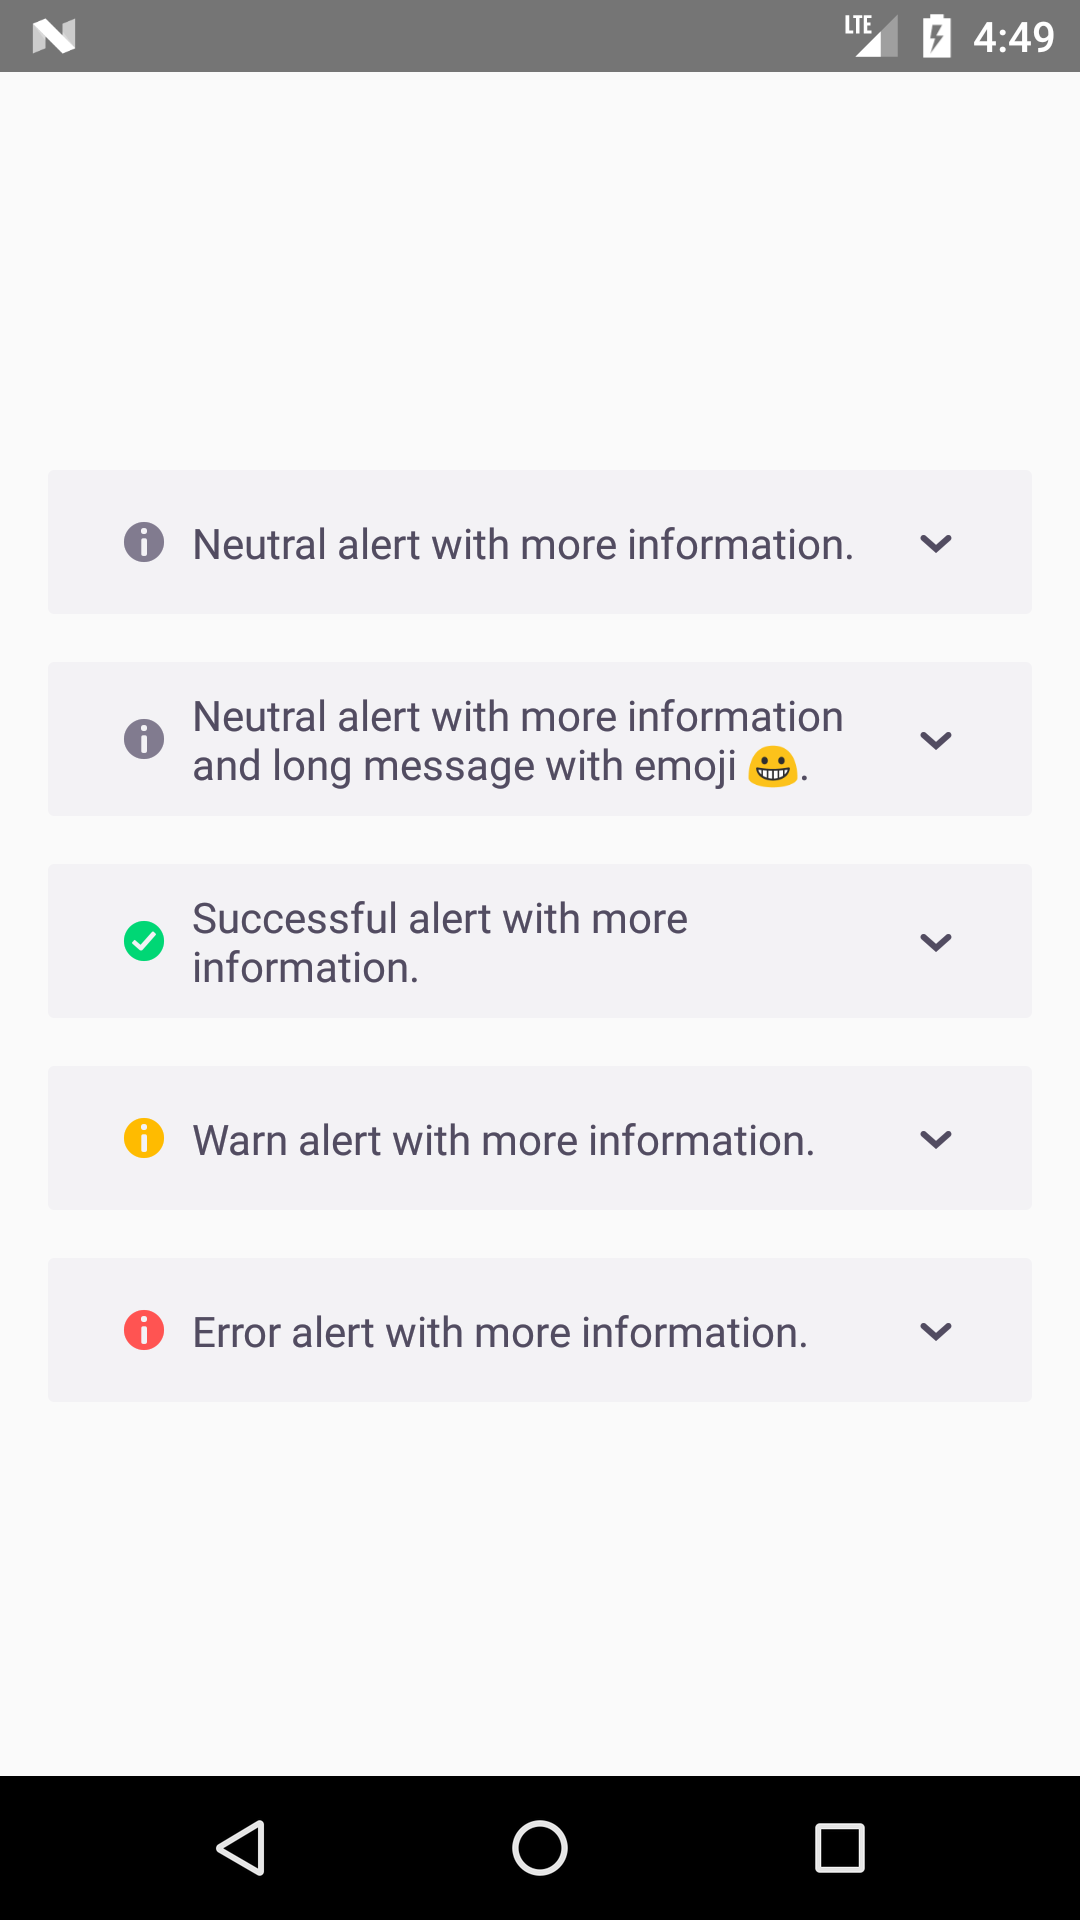 LTE 4:49
Neutral alert with more information.
Neutral alert with more information
and long message with emoji 😀.
Successful alert with more
information.
Warn alert with more information.
Error alert with more information.